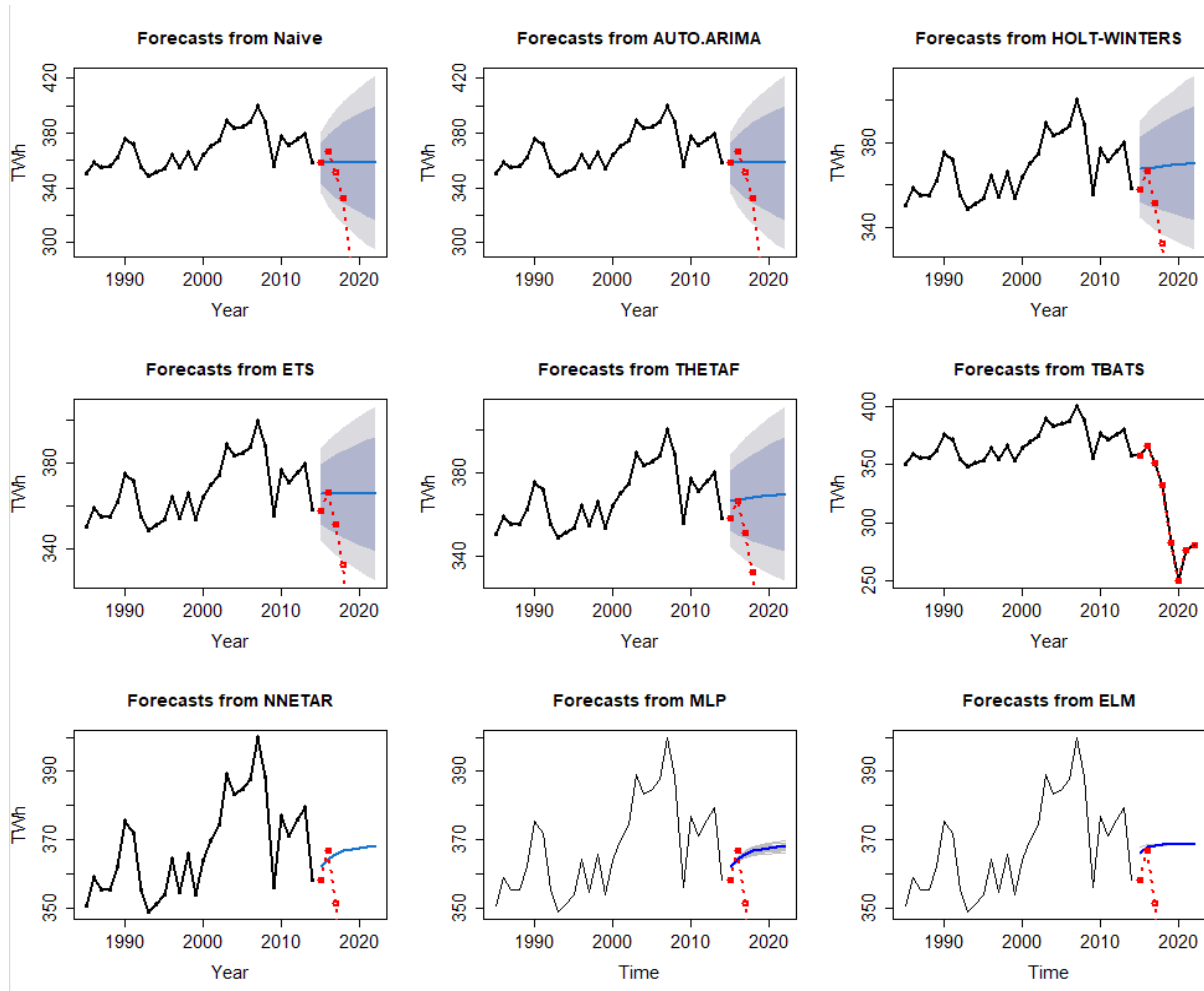 Forecasts from Naive
420
380
340
300
TWh
1990
2000
2010
2020
Year
Forecasts from AUTO.ARIMA
420
380
340
300
TWh
1990
2000
2010
2020
Year
Forecasts from HOLT-WINTERS
380
340
TWh
1990
2000
2010
2020
Year
Forecasts from ETS
380
340
TWh
1990
2000
2010
2020
Year
Forecasts from THETAF
380
340
TWh
1990
2000
2010
2020
Year
Forecasts from TBATS
400
350
300
250
TWh
1990
2000
2010
2020
Year
Forecasts from NNETAR
390
370
350
TWh
1990
2000
2010
2020
Year
Forecasts from MLP
390
370
350
1990
2000
2010
2020
Time
Forecasts from ELM
390
370
350
1990
2000
2010
2020
Time